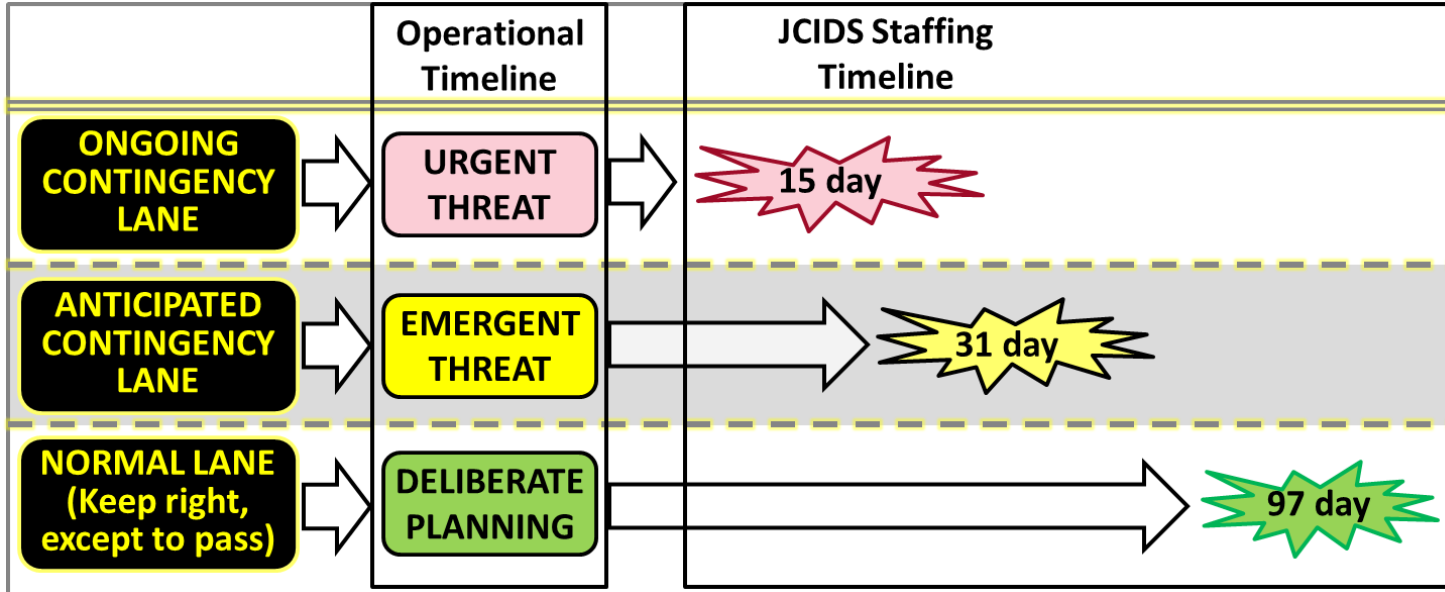 Operational
Timeline
JCIDS Staffing
Timeline
ONGOING
CONTINGENCY
LANE
URGENT
THREAT
15 day
ANTICIPATED
CONTINGENCY
LANE
EMERGENT
THREAT
31 day
NORMAL LANE
(Keep right,
except to pass)
DELIBERATE
PLANNING
97 day